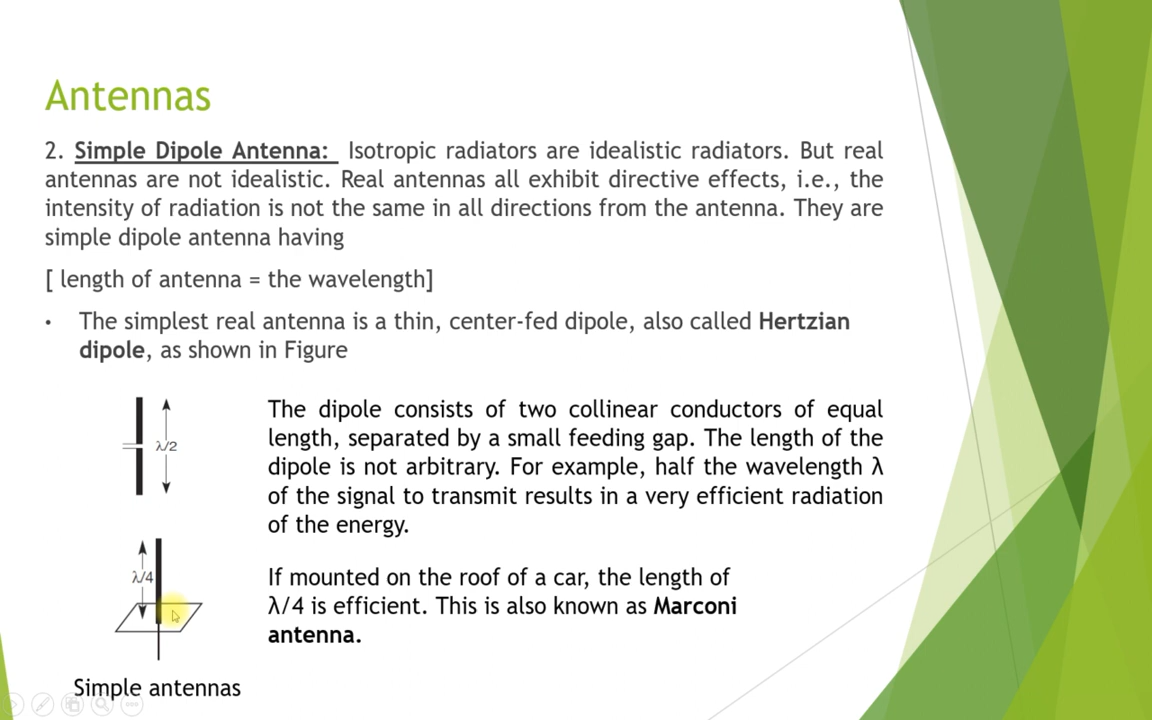 Antennas
2. Simple Dipole Antenna: Isotropic radiators are idealistic radiators. But real
antennas are not idealistic. Real antennas all exhibit directive effects, i.e., the
intensity of radiation is not the same in all directions from the antenna. They are
simple dipole antenna having
[ length of antenna = the wavelength]
• The simplest real antenna is a thin, center-fed dipole, also called Hertzian
dipole, as shown in Figure
λ/2
The dipole consists of two collinear conductors of equal
length, separated by a small feeding gap. The length of the
dipole is not arbitrary. For example, half the wavelength λ
of the signal to transmit results in a very efficient radiation
of the energy.
λ/4
If mounted on the roof of a car, the length of
λ/4 is efficient. This is also known as Marconi
antenna.
Simple antennas